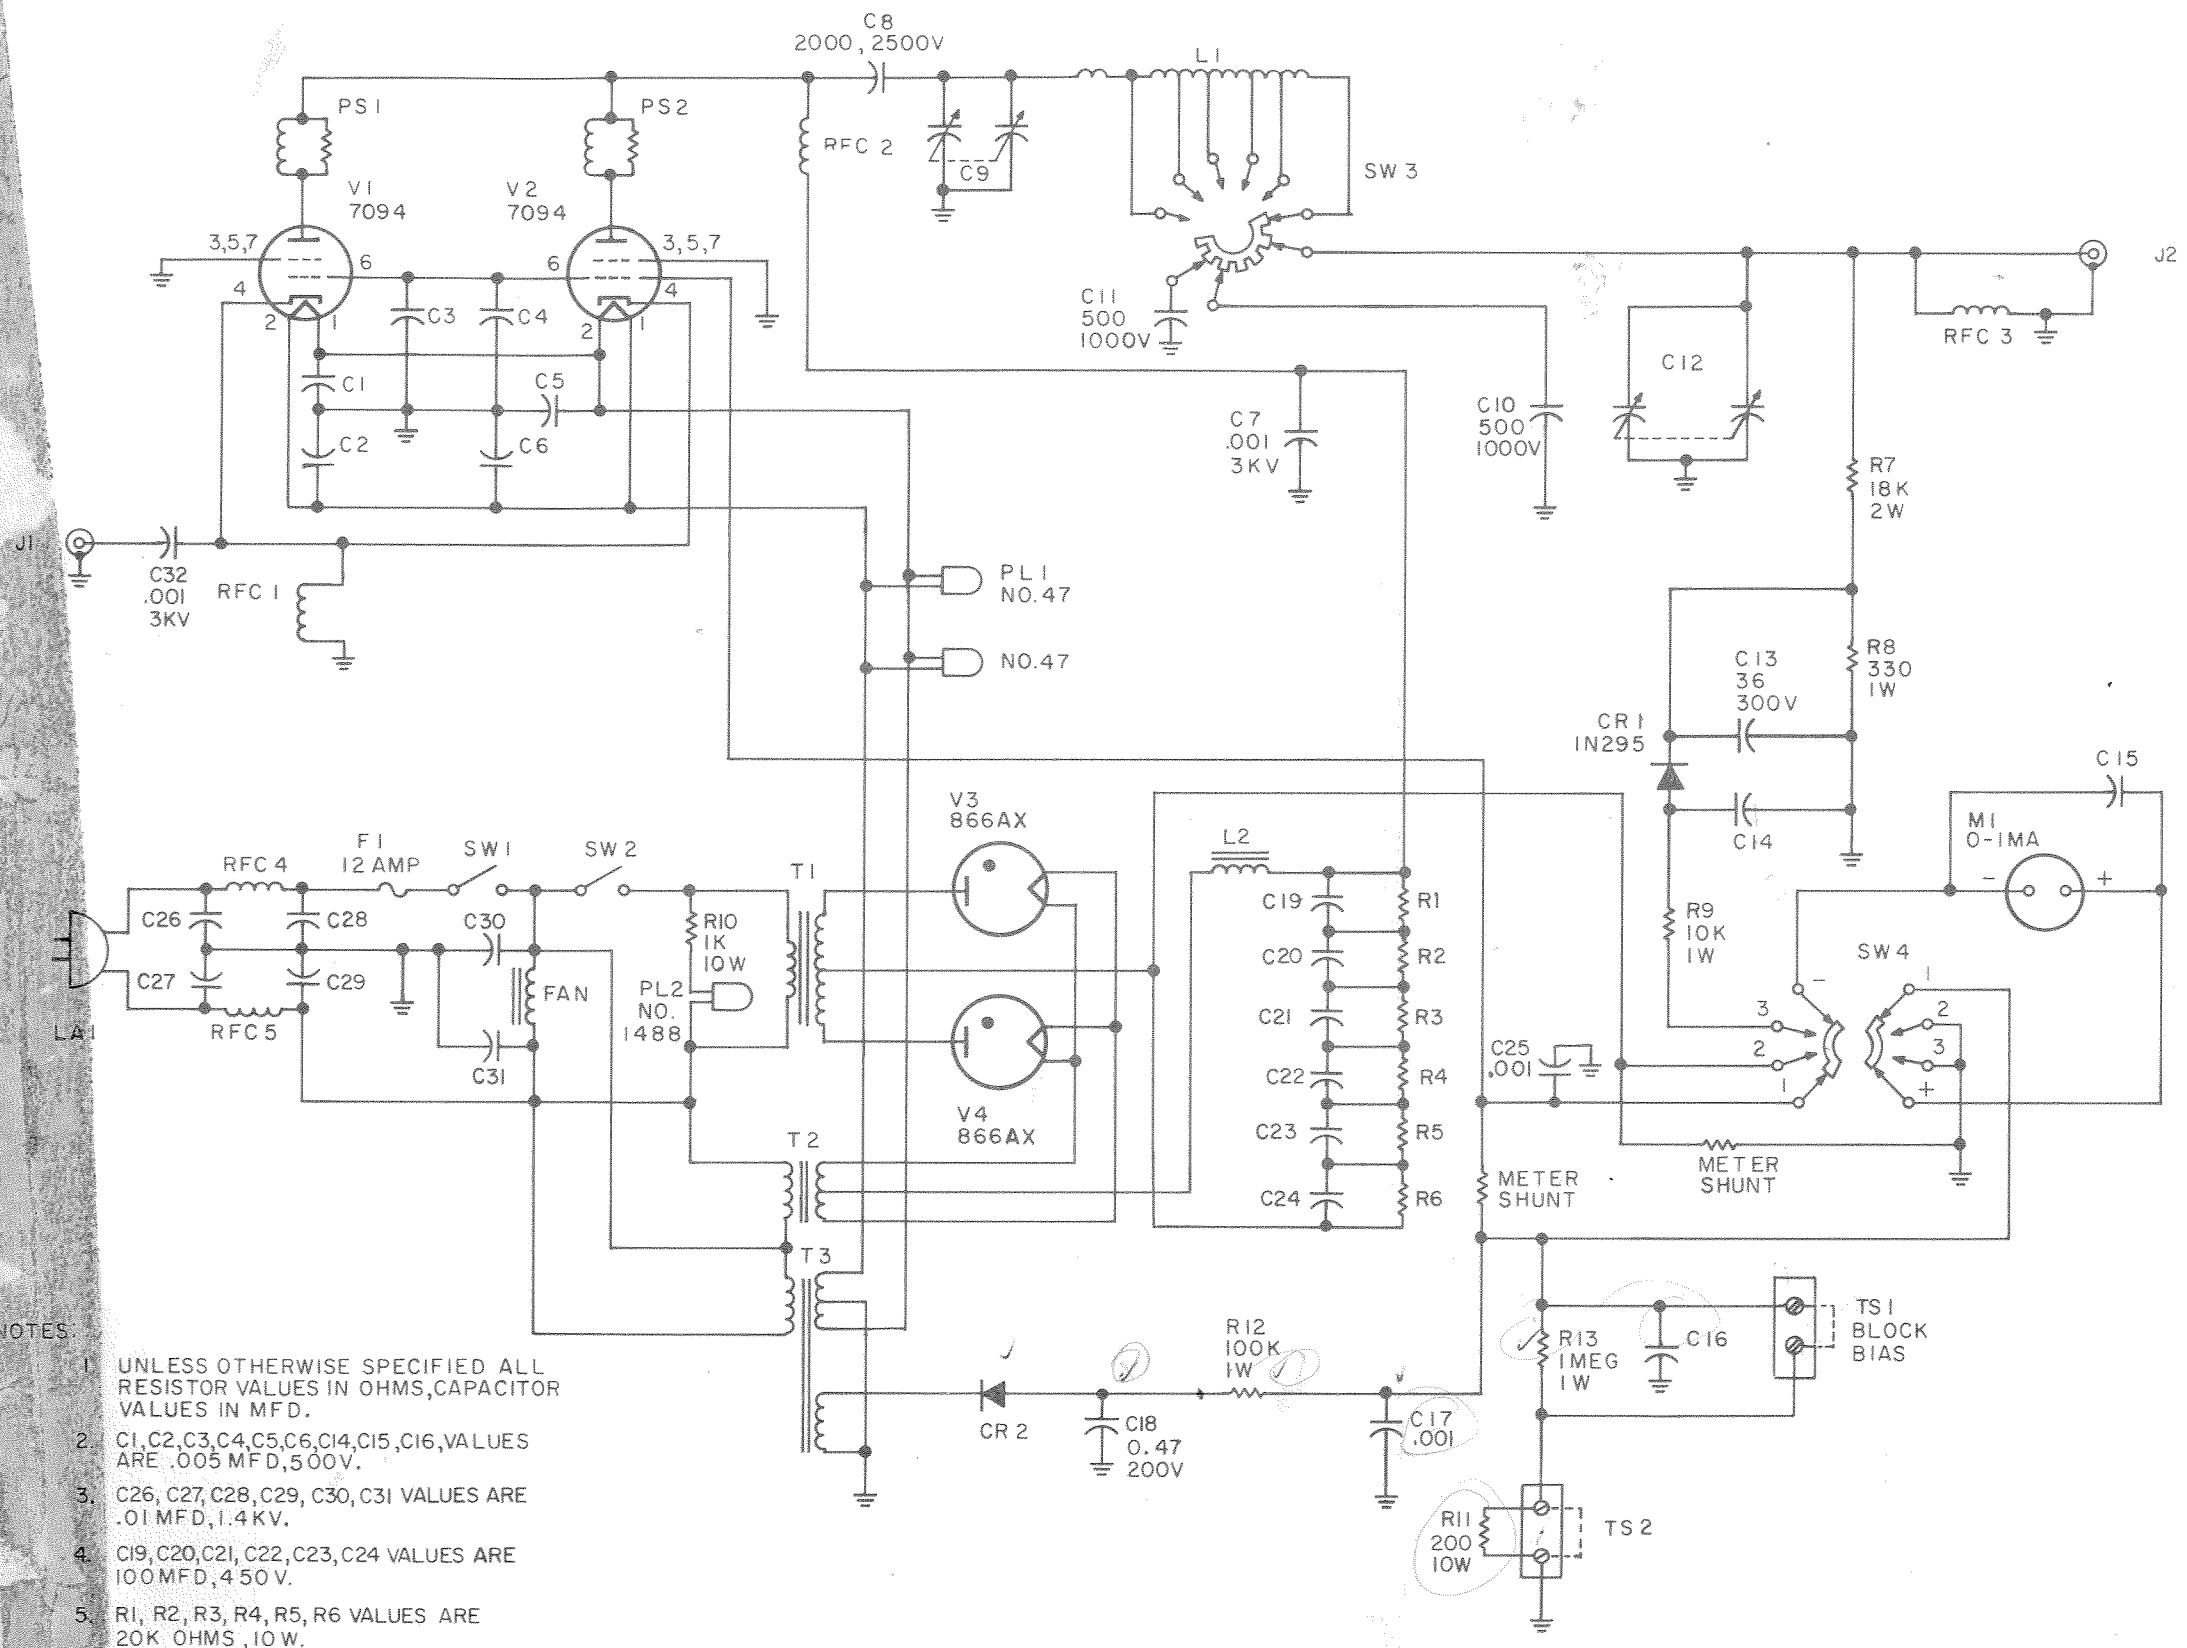 C8
2000, 2500V
L1
PS1
PS2
RFC 2
C9
SW 3
V1
7094
V2
7094
3,5,7
6
6
3,5,7
4
4
2
1
2
1
C3
C4
C11
500
1000V
J2
RFC 3
C12
C1
C5
C7
.001
3KV
C10
500
1000V
C2
C6
R7
18K
2W
J1
C32
.001
3KV
RFC 1
PL1
NO.47
NO.47
C13
36
300V
R8
330
1W
CR1
1N295
C14
C15
M1
0-1MA
-
+
V3
866AX
L2
F1
12 AMP
RFC 4
SW1
SW2
T1
C26
C28
C30
R10
1K
10W
C19
R1
R9
10K
1W
SW4
C27
C29
FAN
PL2
NO.
1488
C20
R2
-
1
3
2
2
3
1
+
LA1
RFC 5
C31
C21
R3
C25
.001
C22
R4
V4
866AX
T2
C23
R5
C24
R6
METER
SHUNT
METER
SHUNT
T3
TS1
BLOCK
BIAS
R12
100K
1W
R13
1MEG
1W
C16
CR2
C18
0.47
200V
C17
.001
R11
200
10W
TS2
NOTES:
1. UNLESS OTHERWISE SPECIFIED ALL
RESISTOR VALUES IN OHMS,CAPACITOR
VALUES IN MFD.
2. C1,C2,C3,C4,C5,C6,C14,C15,C16,VALUES
ARE .005 MFD,500V.
3. C26, C27, C28, C29, C30, C31 VALUES ARE
.01 MFD,1.4KV.
4. C19,C20,C21, C22,C23,C24 VALUES ARE
100MFD,450V.
5. R1, R2, R3, R4, R5, R6 VALUES ARE
20K OHMS,10W.